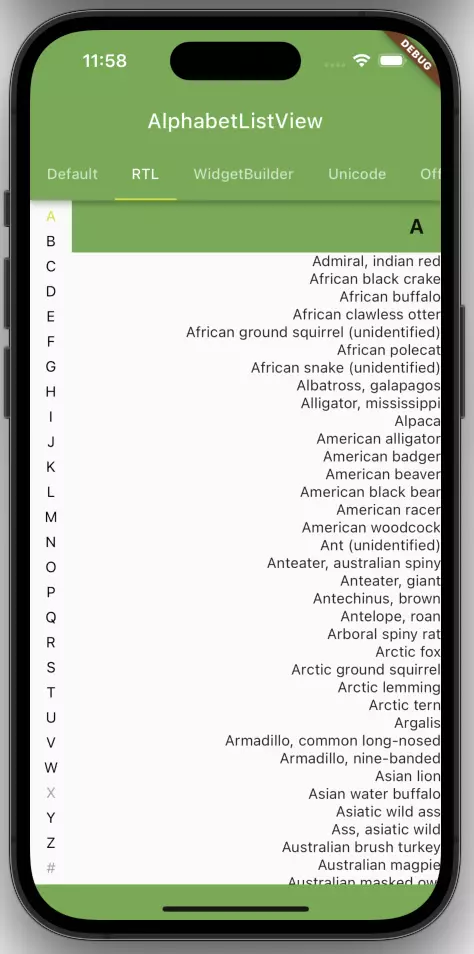 11:58
DEBUG
AlphabetListView
Default RTL WidgetBuilder Unicode Off
A
B
C
D
E
F
G
H
I
J
K
L
M
N
O
P
Q
R
S
T
U
V
W
X
Y
Z
#
A
Admiral, indian red
African black crake
African buffalo
African clawless otter
African ground squirrel (unidentified)
African polecat
African snake (unidentified)
Albatross, galapagos
Alligator, mississippi
Alpaca
American alligator
American badger
American beaver
American black bear
American racer
American woodcock
Ant (unidentified)
Anteater, australian spiny
Anteater, giant
Antechinus, brown
Antelope, roan
Arboral spiny rat
Arctic fox
Arctic ground squirrel
Arctic lemming
Arctic tern
Argalis
Armadillo, common long-nosed
Armadillo, nine-banded
Asian lion
Asian water buffalo
Asiatic wild ass
Ass, asiatic wild
Australian brush turkey
Australian magpie
Australian masked owl